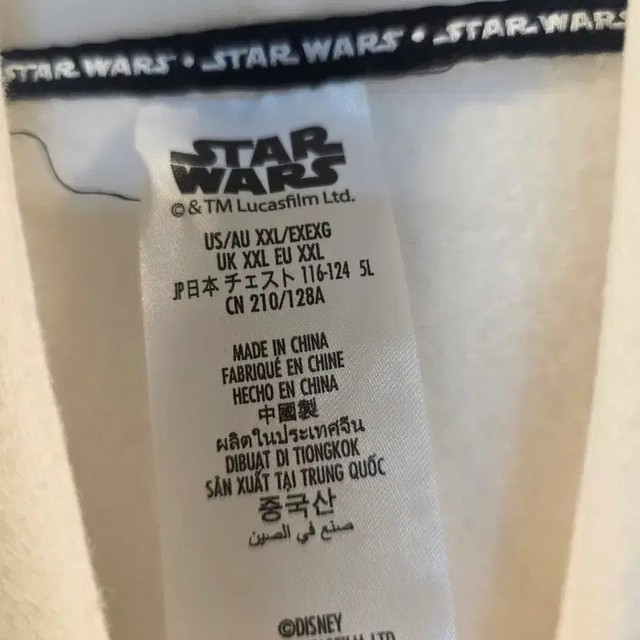 STAR WARS • STAR WARS • STAR WARS
STAR
WARS
©&TM Lucasfilm Ltd.
US/AU XXL/EXEXG
UK XXL EU XXL
JP日本 チェスト 116-124 5L
CN 210/128A
MADE IN CHINA
FABRIQUÉ EN CHINE
HECHO EN CHINA
中國製
ผลิตในประเทศจีน
DIBUAT DI TIONGKOK
SẢN XUẤT TẠI TRUNG QUỐC
중국산
صنع في الصين
©DISNEY
LTD